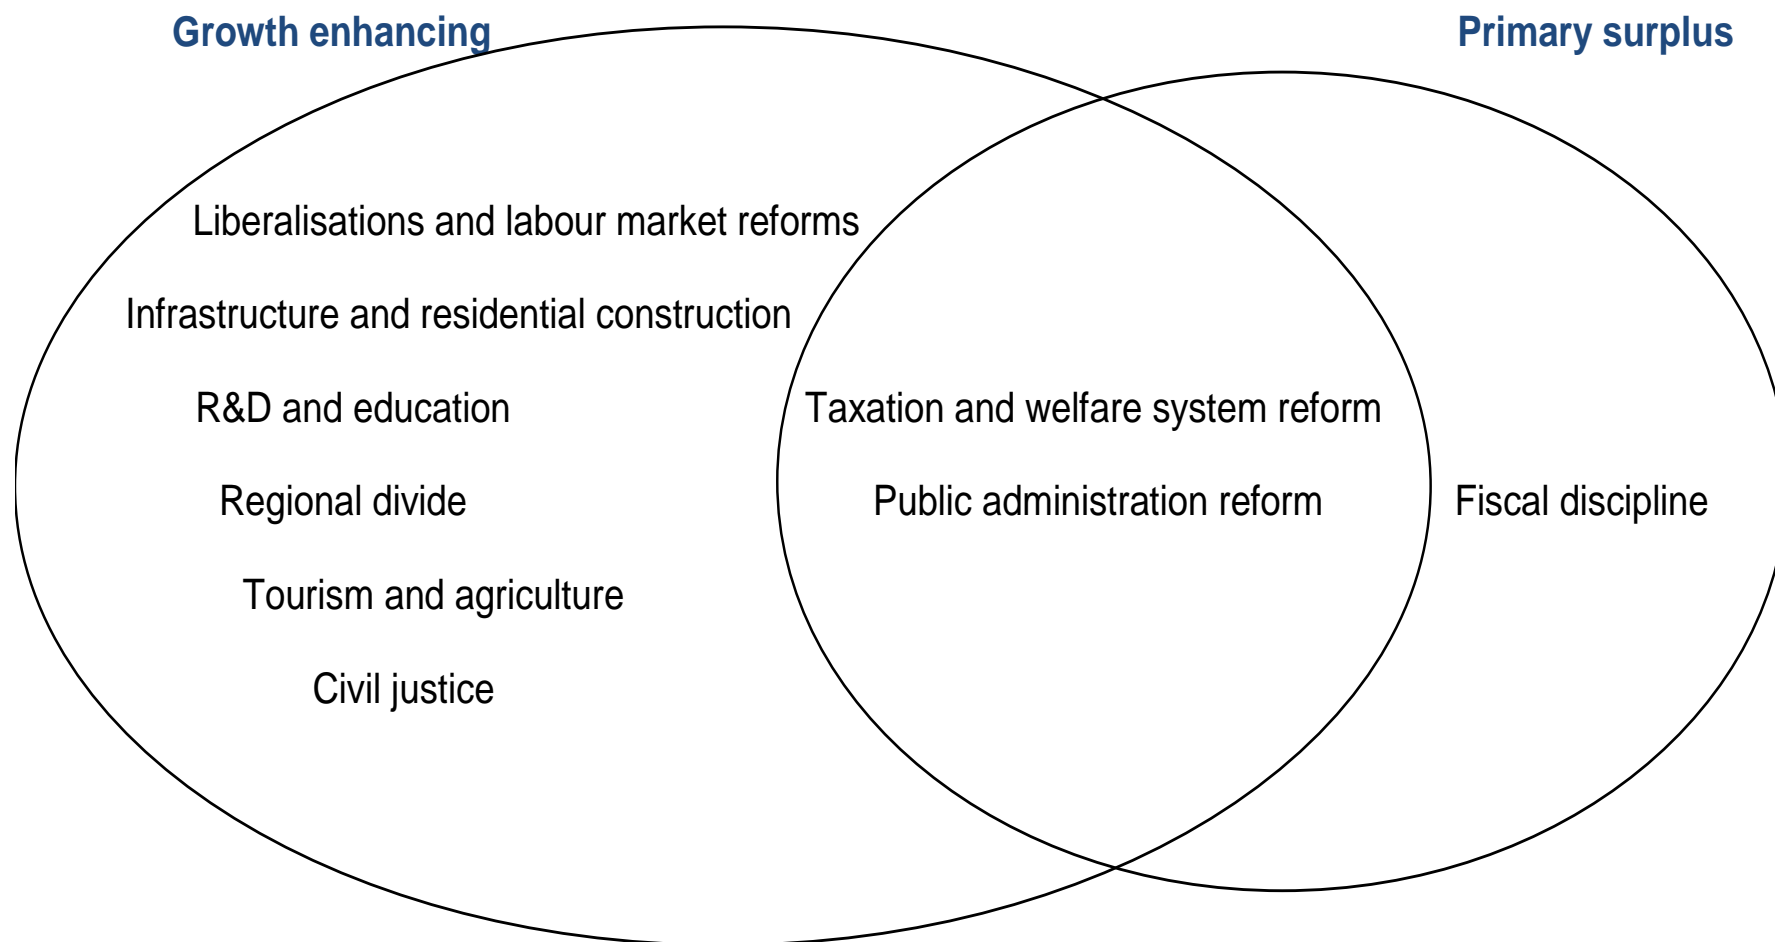 Growth enhancing
Primary surplus
Liberalisations and labour market reforms
Infrastructure and residential construction
R&D and education
Taxation and welfare system reform
Regional divide
Public administration reform
Fiscal discipline
Tourism and agriculture
Civil justice